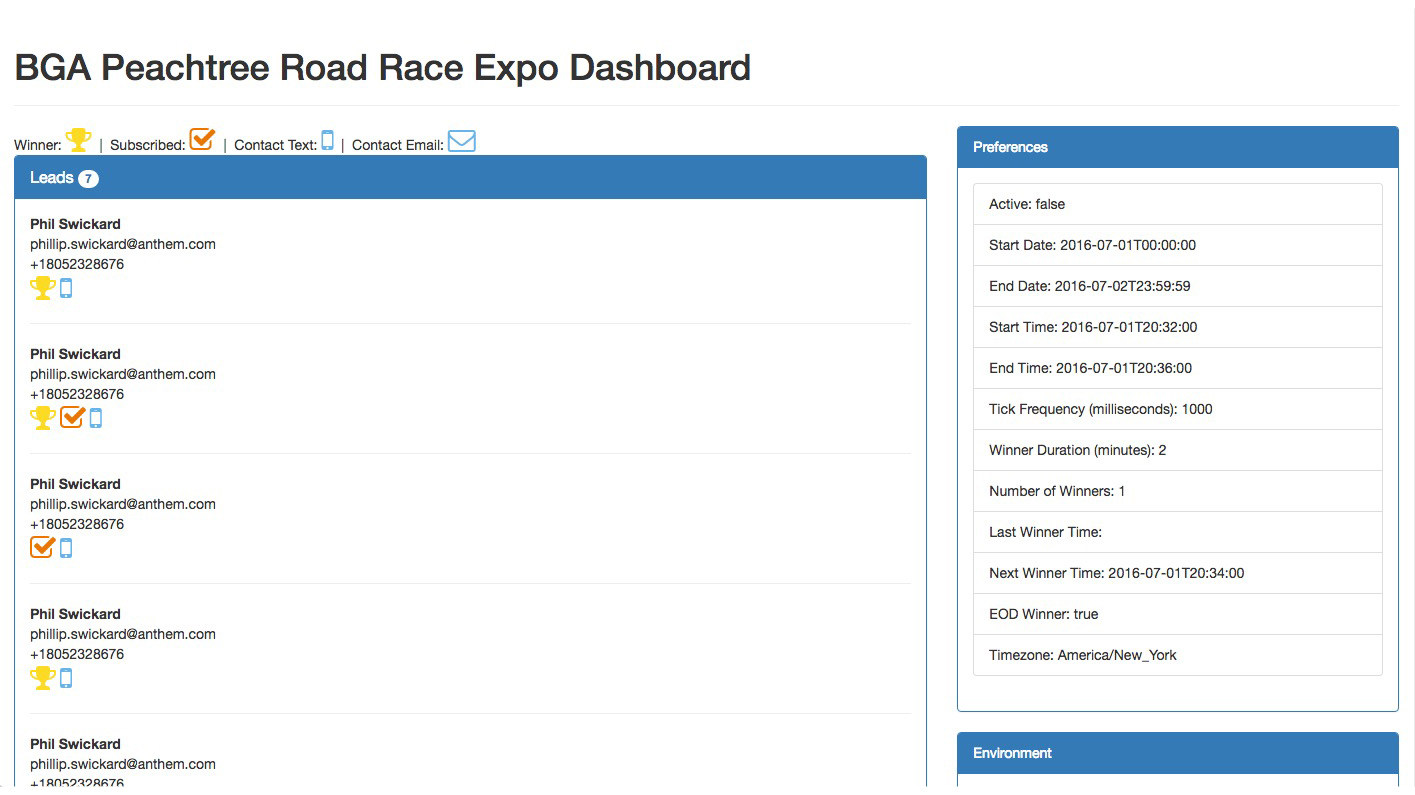 BGA Peachtree Road Race Expo Dashboard
Winner: | Subscribed: | Contact Text: | Contact Email:
Leads 7
Phil Swickard
phillip.swickard@anthem.com
+18052328676
Phil Swickard
phillip.swickard@anthem.com
+18052328676
Phil Swickard
phillip.swickard@anthem.com
+18052328676
Phil Swickard
phillip.swickard@anthem.com
+18052328676
Phil Swickard
phillip.swickard@anthem.com
+18052328676
Preferences
Active: false
Start Date: 2016-07-01T00:00:00
End Date: 2016-07-02T23:59:59
Start Time: 2016-07-01T20:32:00
End Time: 2016-07-01T20:36:00
Tick Frequency (milliseconds): 1000
Winner Duration (minutes): 2
Number of Winners: 1
Last Winner Time:
Next Winner Time: 2016-07-01T20:34:00
EOD Winner: true
Timezone: America/New_York
Environment